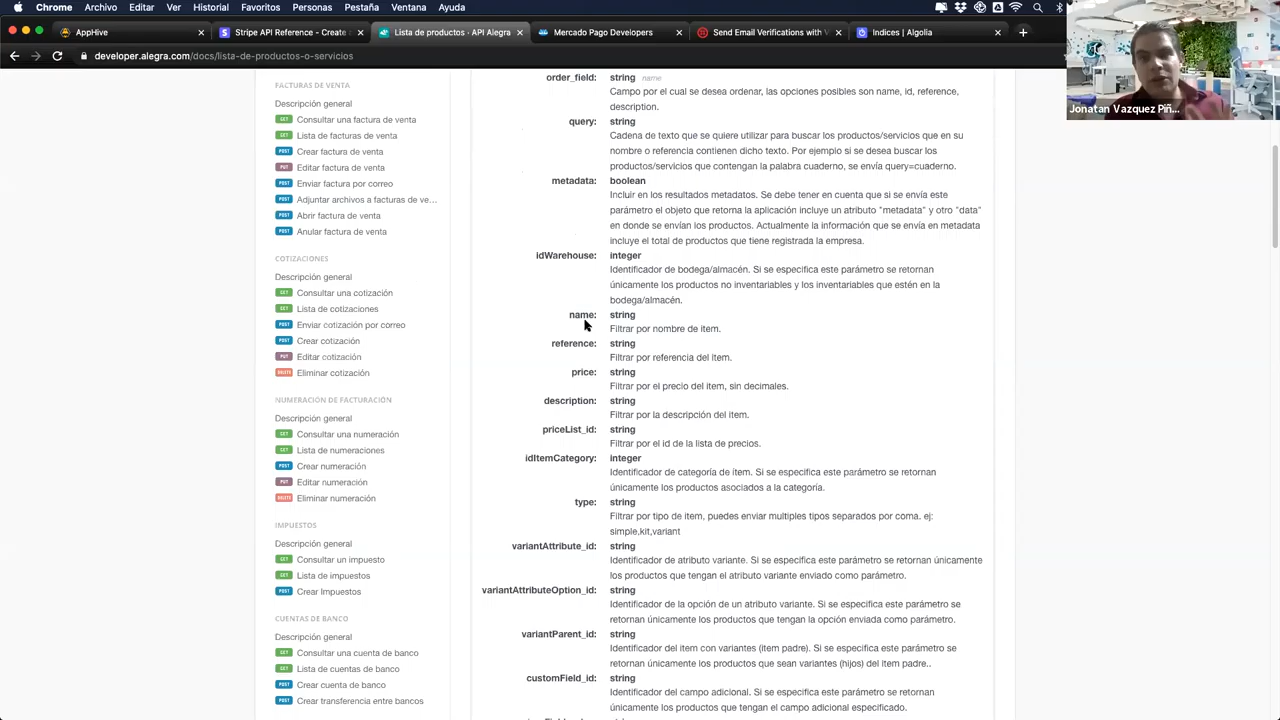 Chrome Archivo Editar Ver Historial Favoritos Personas Pestaña Ventana Ayuda
AppHive
Stripe API Reference - Create
Lista de productos - API Alegra
Mercado Pago Developers
Send Email Verifications with
Indices | Algolia
developer.alegra.com/docs/lista-de-productos-o-servicios
Jonatan Vazquez Piñ...
FACTURAS DE VENTA
Descripción general
GET Consultar una factura de venta
GET Lista de facturas de venta
POST Crear factura de venta
PUT Editar factura de venta
POST Enviar factura por correo
POST Adjuntar archivos a facturas de ve...
POST Abrir factura de venta
POST Anular factura de venta
COTIZACIONES
Descripción general
GET Consultar una cotización
GET Lista de cotizaciones
POST Enviar cotización por correo
POST Crear cotización
PUT Editar cotización
DELETE Eliminar cotización
NUMERACIÓN DE FACTURACIÓN
Descripción general
GET Consultar una numeración
GET Lista de numeraciones
POST Crear numeración
PUT Editar numeración
DELETE Eliminar numeración
IMPUESTOS
Descripción general
GET Consultar un impuesto
GET Lista de impuestos
POST Crear Impuestos
CUENTAS DE BANCO
Descripción general
GET Consultar una cuenta de banco
GET Lista de cuentas de banco
POST Crear cuenta de banco
POST Crear transferencia entre bancos
order_field: string name
Campo por el cual se desea ordenar, las opciones posibles son name, id, reference,
description.
query: string
Cadena de texto que se quiere utilizar para buscar los productos/servicios que en su
nombre o referencia contienen dicho texto. Por ejemplo si se desea buscar los
productos/servicios que contengan la palabra cuaderno, se envía query=cuaderno.
metadata: boolean
Incluir en los resultados metadatos. Se debe tener en cuenta que si se envía este
parámetro el objeto que retorna la aplicación incluye un atributo "metadata" y otro "data"
en donde se envían los productos. Actualmente la información que se envía en metadata
incluye el total de productos que tiene registrada la empresa.
idWarehouse: integer
Identificador de bodega/almacén. Si se especifica este parámetro se retornan
únicamente los productos no inventariables y los inventariables que estén en la
bodega/almacén.
name: string
Filtrar por nombre de item.
reference: string
Filtrar por referencia del item.
price: string
Filtrar por el precio del item, sin decimales.
description: string
Filtrar por la descripción del item.
priceList_id: string
Filtrar por el id de la lista de precios.
idItemCategory: integer
Identificador de categoría de ítem. Si se especifica este parámetro se retornan
únicamente los productos asociados a la categoría.
type: string
Filtrar por tipo de item, puedes enviar multiples tipos separados por coma. ej:
simple,kit,variant
variantAttribute_id: string
Identificador de atributo variante. Si se especifica este parámetro se retornan únicamente
los productos que tengan el atributo variante enviado como parámetro.
variantAttributeOption_id: string
Identificador de la opción de un atributo variante. Si se especifica este parámetro se
retornan únicamente los productos que tengan la opción enviada como parámetro.
variantParent_id: string
Identificador del item con variantes (item padre). Si se especifica este parámetro se
retornan únicamente los productos que sean variantes (hijos) del item padre..
customField_id: string
Identificador del campo adicional. Si se especifica este parámetro se retornan
únicamente los productos que tengan el campo adicional especificado.